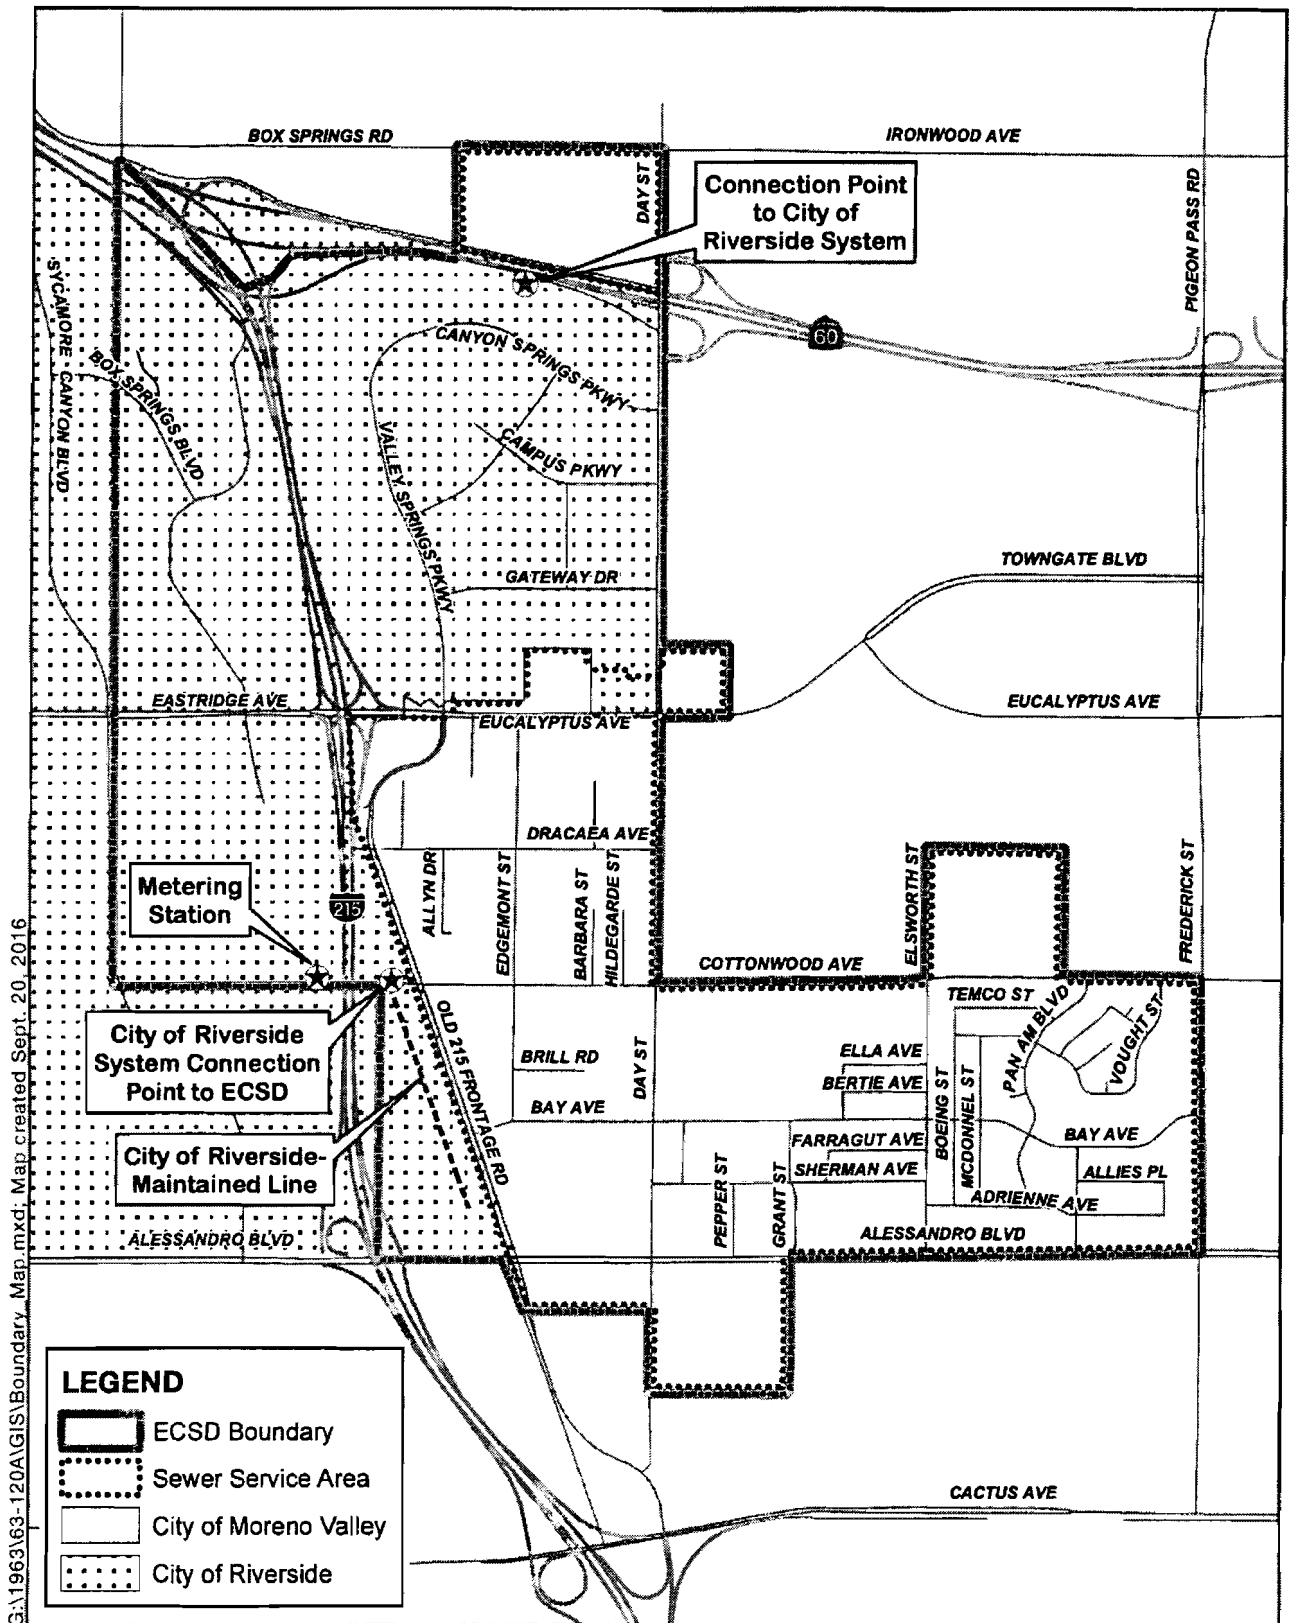 BOX SPRINGS RD
IRONWOOD AVE
DAY ST
Connection Point
to City of
Riverside System
PIGEON PASS RD
SYCAMORE CANYON BLVD
60
BOX SPRINGS BLVD
CANYON SPRINGS PKWY
VALLEY SPRINGS PKWY
CAMPUS PKWY
GATEWAY DR
TOWNGATE BLVD
EASTRIDGE AVE
EUCALYPTUS AVE
EUCALYPTUS AVE
DRACAEA AVE
Metering
Station
215
ALLYN DR
EDGEMONT ST
BARBARA ST
HILDEGARDE ST
ELSWORTH ST
FREDERICK ST
COTTONWOOD AVE
TEMCO ST
PAN AM BLVD
VOUGHT ST
City of Riverside
System Connection
Point to ECSD
OLD 215 FRONTAGE RD
BRILL RD
DAY ST
ELLA AVE
BERTIE AVE
BOEING ST
MCDONNEL ST
BAY AVE
BAY AVE
City of Riverside-
Maintained Line
FARRAGUT AVE
SHERMAN AVE
ALLIES PL
ADRIENNE AVE
PEPPER ST
GRANT ST
ALESSANDRO BLVD
ALESSANDRO BLVD
LEGEND
ECSD Boundary
Sewer Service Area
City of Moreno Valley
City of Riverside
CACTUS AVE
G:\1963\63-120A\GIS\Boundary_Map.mxd; Map created Sept. 20, 2016